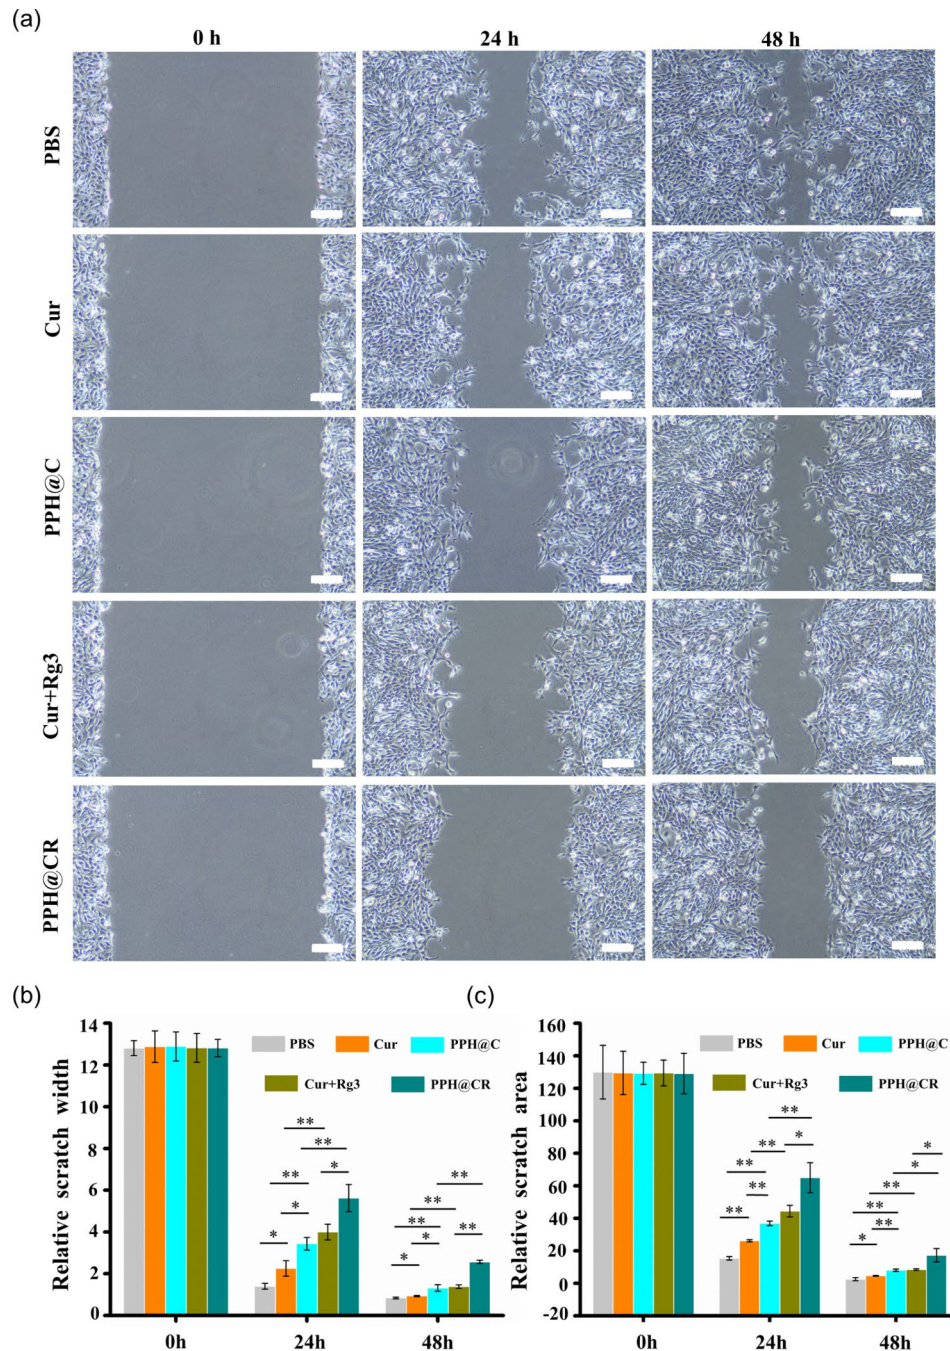 (a)
0 h 24 h 48 h
PBS
Cur
PPH@C
Cur+Rg3
PPH@CR
(b)
Relative scratch width
14
12
10
8
6
4
2
0
PBS Cur PPH@C
Cur+Rg3 PPH@CR
** ** ** * ** * *
** ** ** ** * *
0h 24h 48h
(c)
Relative scratch area
160
140
120
100
80
60
40
20
0
-20
PBS Cur PPH@C
Cur+Rg3 PPH@CR
** ** * ** ** **
* * ** ** ** *
0h 24h 48h